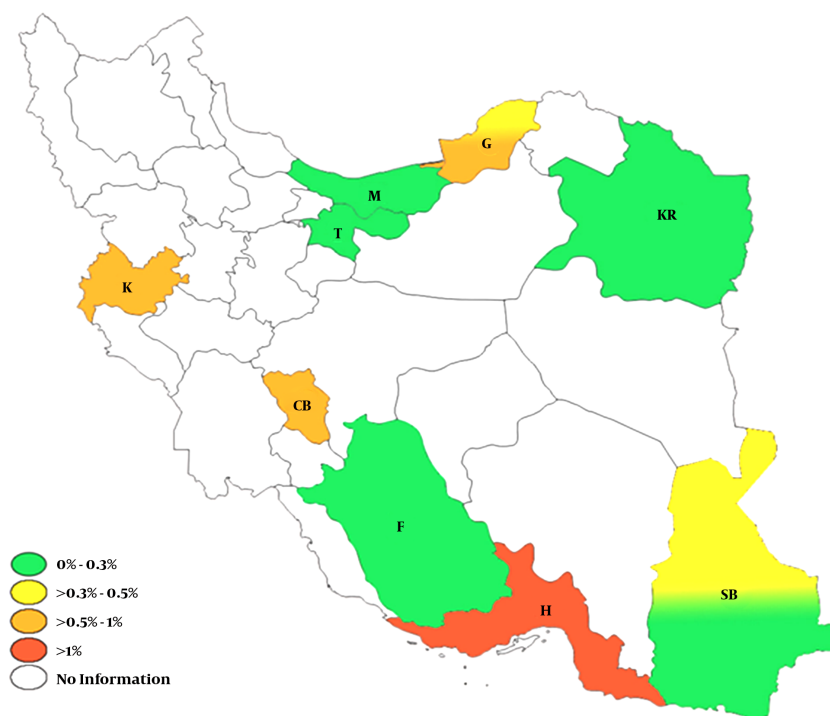 G
M
KR
T
K
CB
F
SB
H
0% - 0.3%
>0.3% - 0.5%
>0.5% - 1%
>1%
No Information